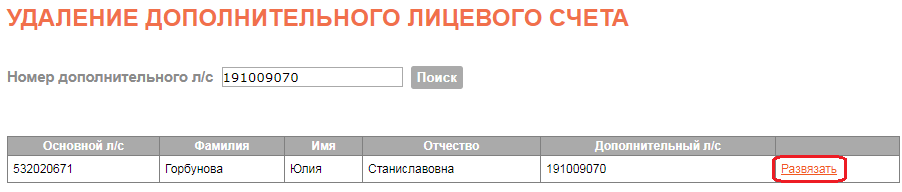 УДАЛЕНИЕ ДОПОЛНИТЕЛЬНОГО ЛИЦЕВОГО СЧЕТА
Номер дополнительного л/с 191009070 Поиск
Основной л/с Фамилия Имя Отчество Дополнительный л/с
532020671 Горбунова Юлия Станиславовна 191009070 Развязать